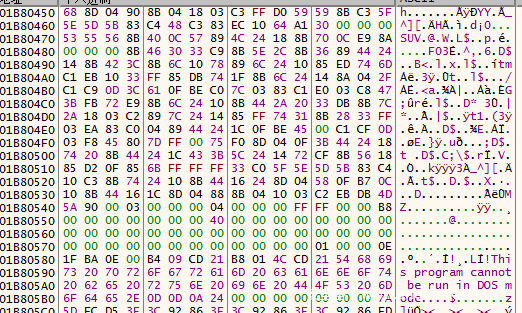 01B80450 68 8D 04 90 8B 04 18 03 C3 FF D0 59 59 8B C3 5F h.......ÃÿÐYY.Ã_
01B80460 5E 5D 5B 83 C4 48 C3 83 EC 10 64 A1 30 00 00 00 ^][.ÄHÃ.ì.d¡0...
01B80470 53 55 56 8B 40 0C 57 89 4C 24 18 8B 70 0C E9 8A SUV.@.W.L$..p.é.
01B80480 00 00 00 8B 46 30 33 C9 8B 5E 2C 8B 36 89 44 24 ....F03É.^,.6.D$
01B80490 14 8B 42 3C 8B 6C 10 78 89 6C 24 10 85 ED 74 6D ..B<.l.x.l$..ítm
01B804A0 C1 EB 10 33 FF 85 DB 74 1F 8B 6C 24 14 8A 04 2F Áë.3ÿ.Ût..l$.../
01B804B0 C1 C9 0D 3C 61 0F BE C0 7C 03 83 C1 E0 03 C8 47 ÁÉ.<a.¾À|..Áà.ÈG
01B804C0 3B FB 72 E9 8B 6C 24 10 8B 44 2A 20 33 DB 8B 7C ;ûré.l$..D* 3Û.|
01B804D0 2A 18 03 C2 89 7C 24 14 85 FF 74 31 8B 28 33 FF *..Â.|$..ÿt1.(3ÿ
01B804E0 03 EA 83 C0 04 89 44 24 1C 0F BE 45 00 C1 CF 0D .ê.À..D$..¾E.ÁÏ.
01B804F0 03 F8 45 80 7D FF 00 75 F0 8D 04 0F 3B 44 24 18 .øE.}ÿ.uð...;D$.
01B80500 74 20 8B 44 24 1C 43 3B 5C 24 14 72 CF 8B 56 18 t .D$.C;\$.rÏ.V.
01B80510 85 D2 0F 85 6B FF FF FF 33 C0 5F 5E 5D 5B 83 C4 .Ò..kÿÿÿ3À_^][.Ä
01B80520 10 C3 8B 74 24 10 8B 44 16 24 8D 04 58 0F B7 0C .Ã.t$..D.$..X.·.
01B80530 10 8B 44 16 1C 8D 04 88 8B 04 10 03 C2 EB DB 4D ..D.........ÂëÛM
01B80540 5A 90 00 03 00 00 00 04 00 00 00 FF FF 00 00 B8 Z..........ÿÿ..¸
01B80550 00 00 00 00 00 00 00 40 00 00 00 00 00 00 00 00 .......@........
01B80560 00 00 00 00 00 00 00 00 00 00 00 00 00 00 00 00 ................
01B80570 00 00 00 00 00 00 00 00 00 00 00 00 01 00 00 0E ................
01B80580 1F BA 0E 00 B4 09 CD 21 B8 01 4C CD 21 54 68 69 .º..´.Í!¸.LÍ!Thi
01B80590 73 20 70 72 6F 67 72 61 6D 20 63 61 6E 6E 6F 74 s program cannot
01B805A0 20 62 65 20 72 75 6E 20 69 6E 20 44 4F 53 20 6D be run in DOS m
01B805B0 6F 64 65 2E 0D 0D 0A 24 00 00 00 00 00 00 00 7A ode....$.......z